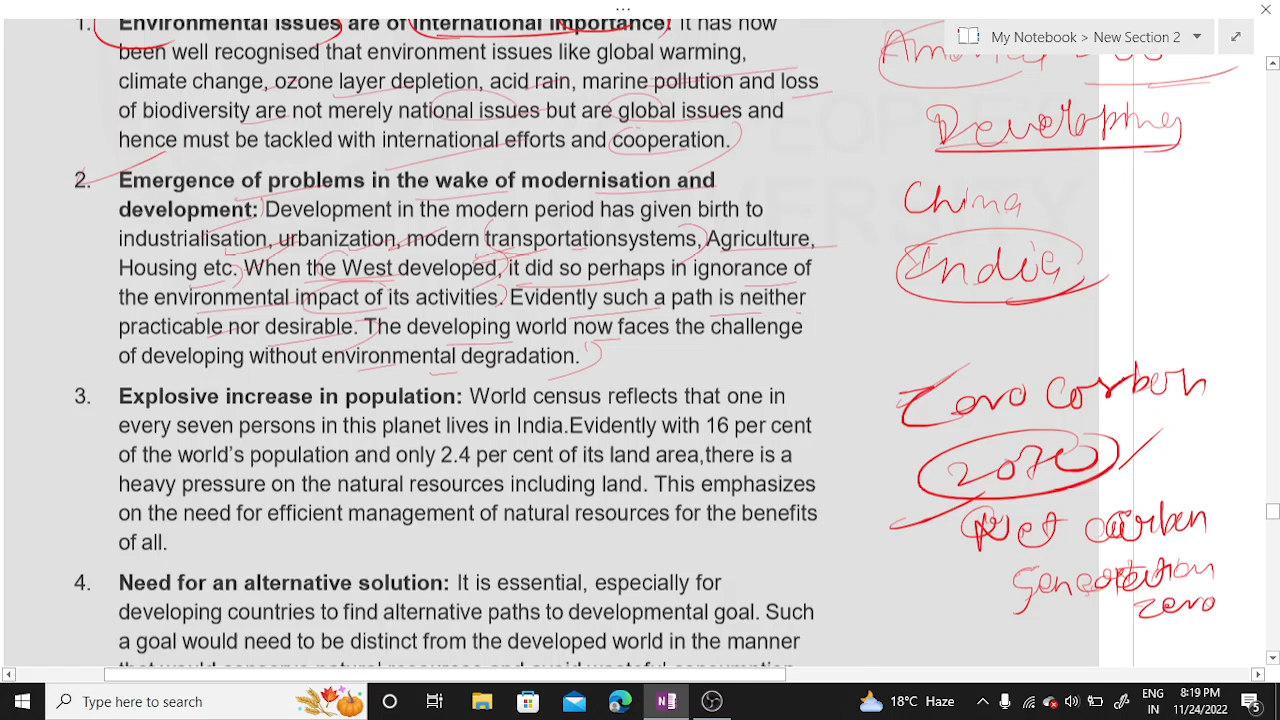 My Notebook > New Section 2
1. Environmental issues are of International Importance: It has now
been well recognised that environment issues like global warming,
climate change, ozone layer depletion, acid rain, marine pollution and loss
of biodiversity are not merely national issues but are global issues and
hence must be tackled with international efforts and cooperation.
2. Emergence of problems in the wake of modernisation and
development: Development in the modern period has given birth to
industrialisation, urbanization, modern transportationsystems, Agriculture,
Housing etc. When the West developed, it did so perhaps in ignorance of
the environmental impact of its activities. Evidently such a path is neither
practicable nor desirable. The developing world now faces the challenge
of developing without environmental degradation.
3. Explosive increase in population: World census reflects that one in
every seven persons in this planet lives in India.Evidently with 16 per cent
of the world's population and only 2.4 per cent of its land area,there is a
heavy pressure on the natural resources including land. This emphasizes
on the need for efficient management of natural resources for the benefits
of all.
4. Need for an alternative solution: It is essential, especially for
developing countries to find alternative paths to developmental goal. Such
a goal would need to be distinct from the developed world in the manner
that would conserve natural resources and avoid wasteful consumption
Developing
China
India
Zero Carben
2070
Net carben
Generation
zero
Type here to search
18°C Haze
ENG
IN
8:19 PM
11/24/2022
5